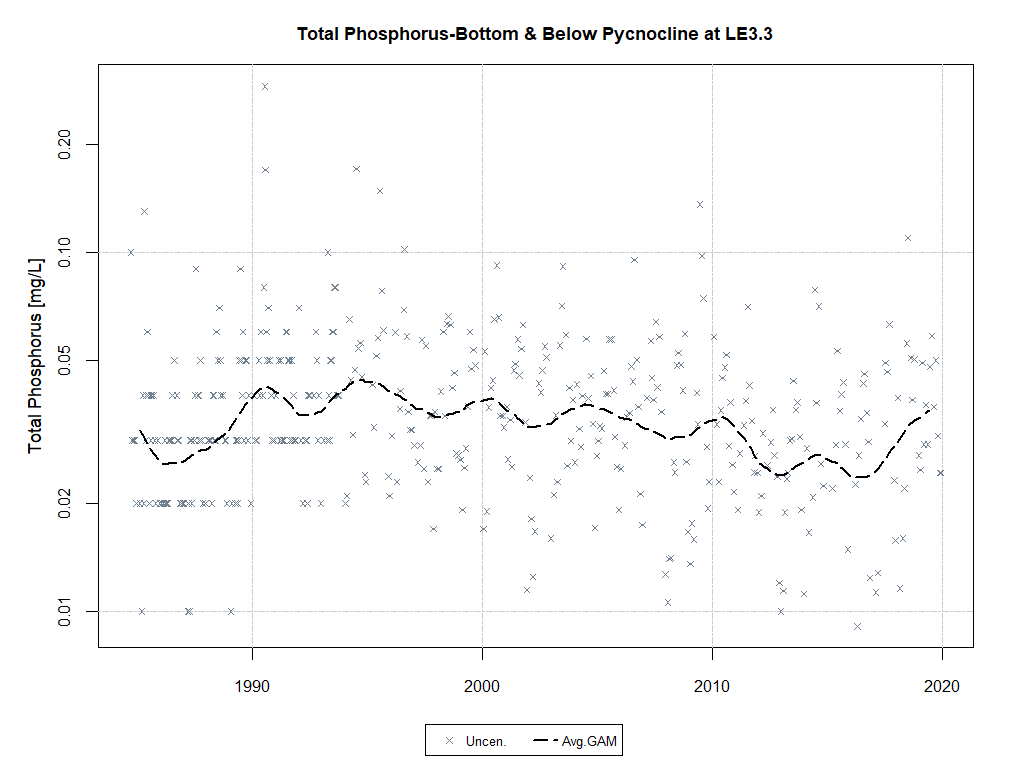 Total Phosphorus-Bottom & Below Pycnocline at LE3.3
Total Phosphorus [mg/L]
0.20
0.10
0.05
0.02
0.01
1990 2000 2010 2020
Uncen. Avg.GAM